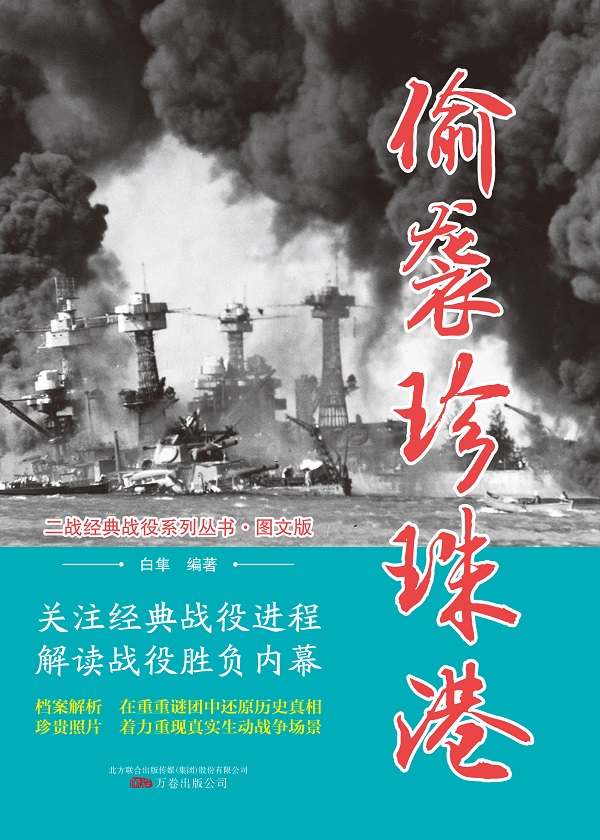 偷袭珍珠港
二战经典战役系列丛书·图文版
白隼 编著
关注经典战役进程
解读战役胜负内幕
档案解析 在重重谜团中还原历史真相
珍贵照片 着力重现真实生动战争场景
北方联合出版传媒(集团)股份有限公司
万卷出版公司